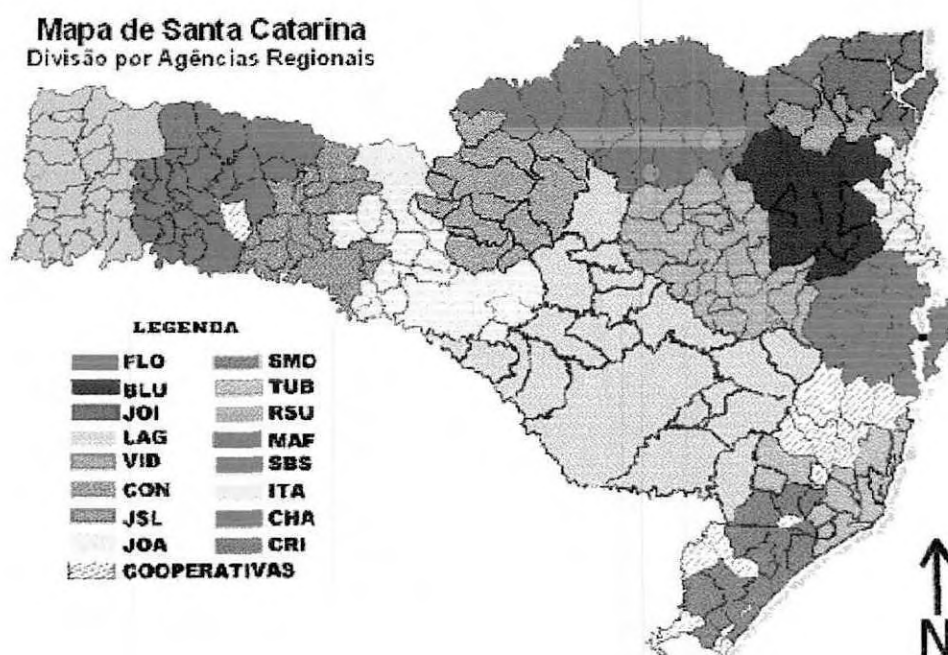 Mapa de Santa Catarina
Divisão por Agências Regionais
LEGENDA
FLO
BLU
JOI
LAG
VID
CON
JSL
JOA
COOPERATIVAS
SMO
TUB
RSU
MAF
SBS
ITA
CHA
CRI
N